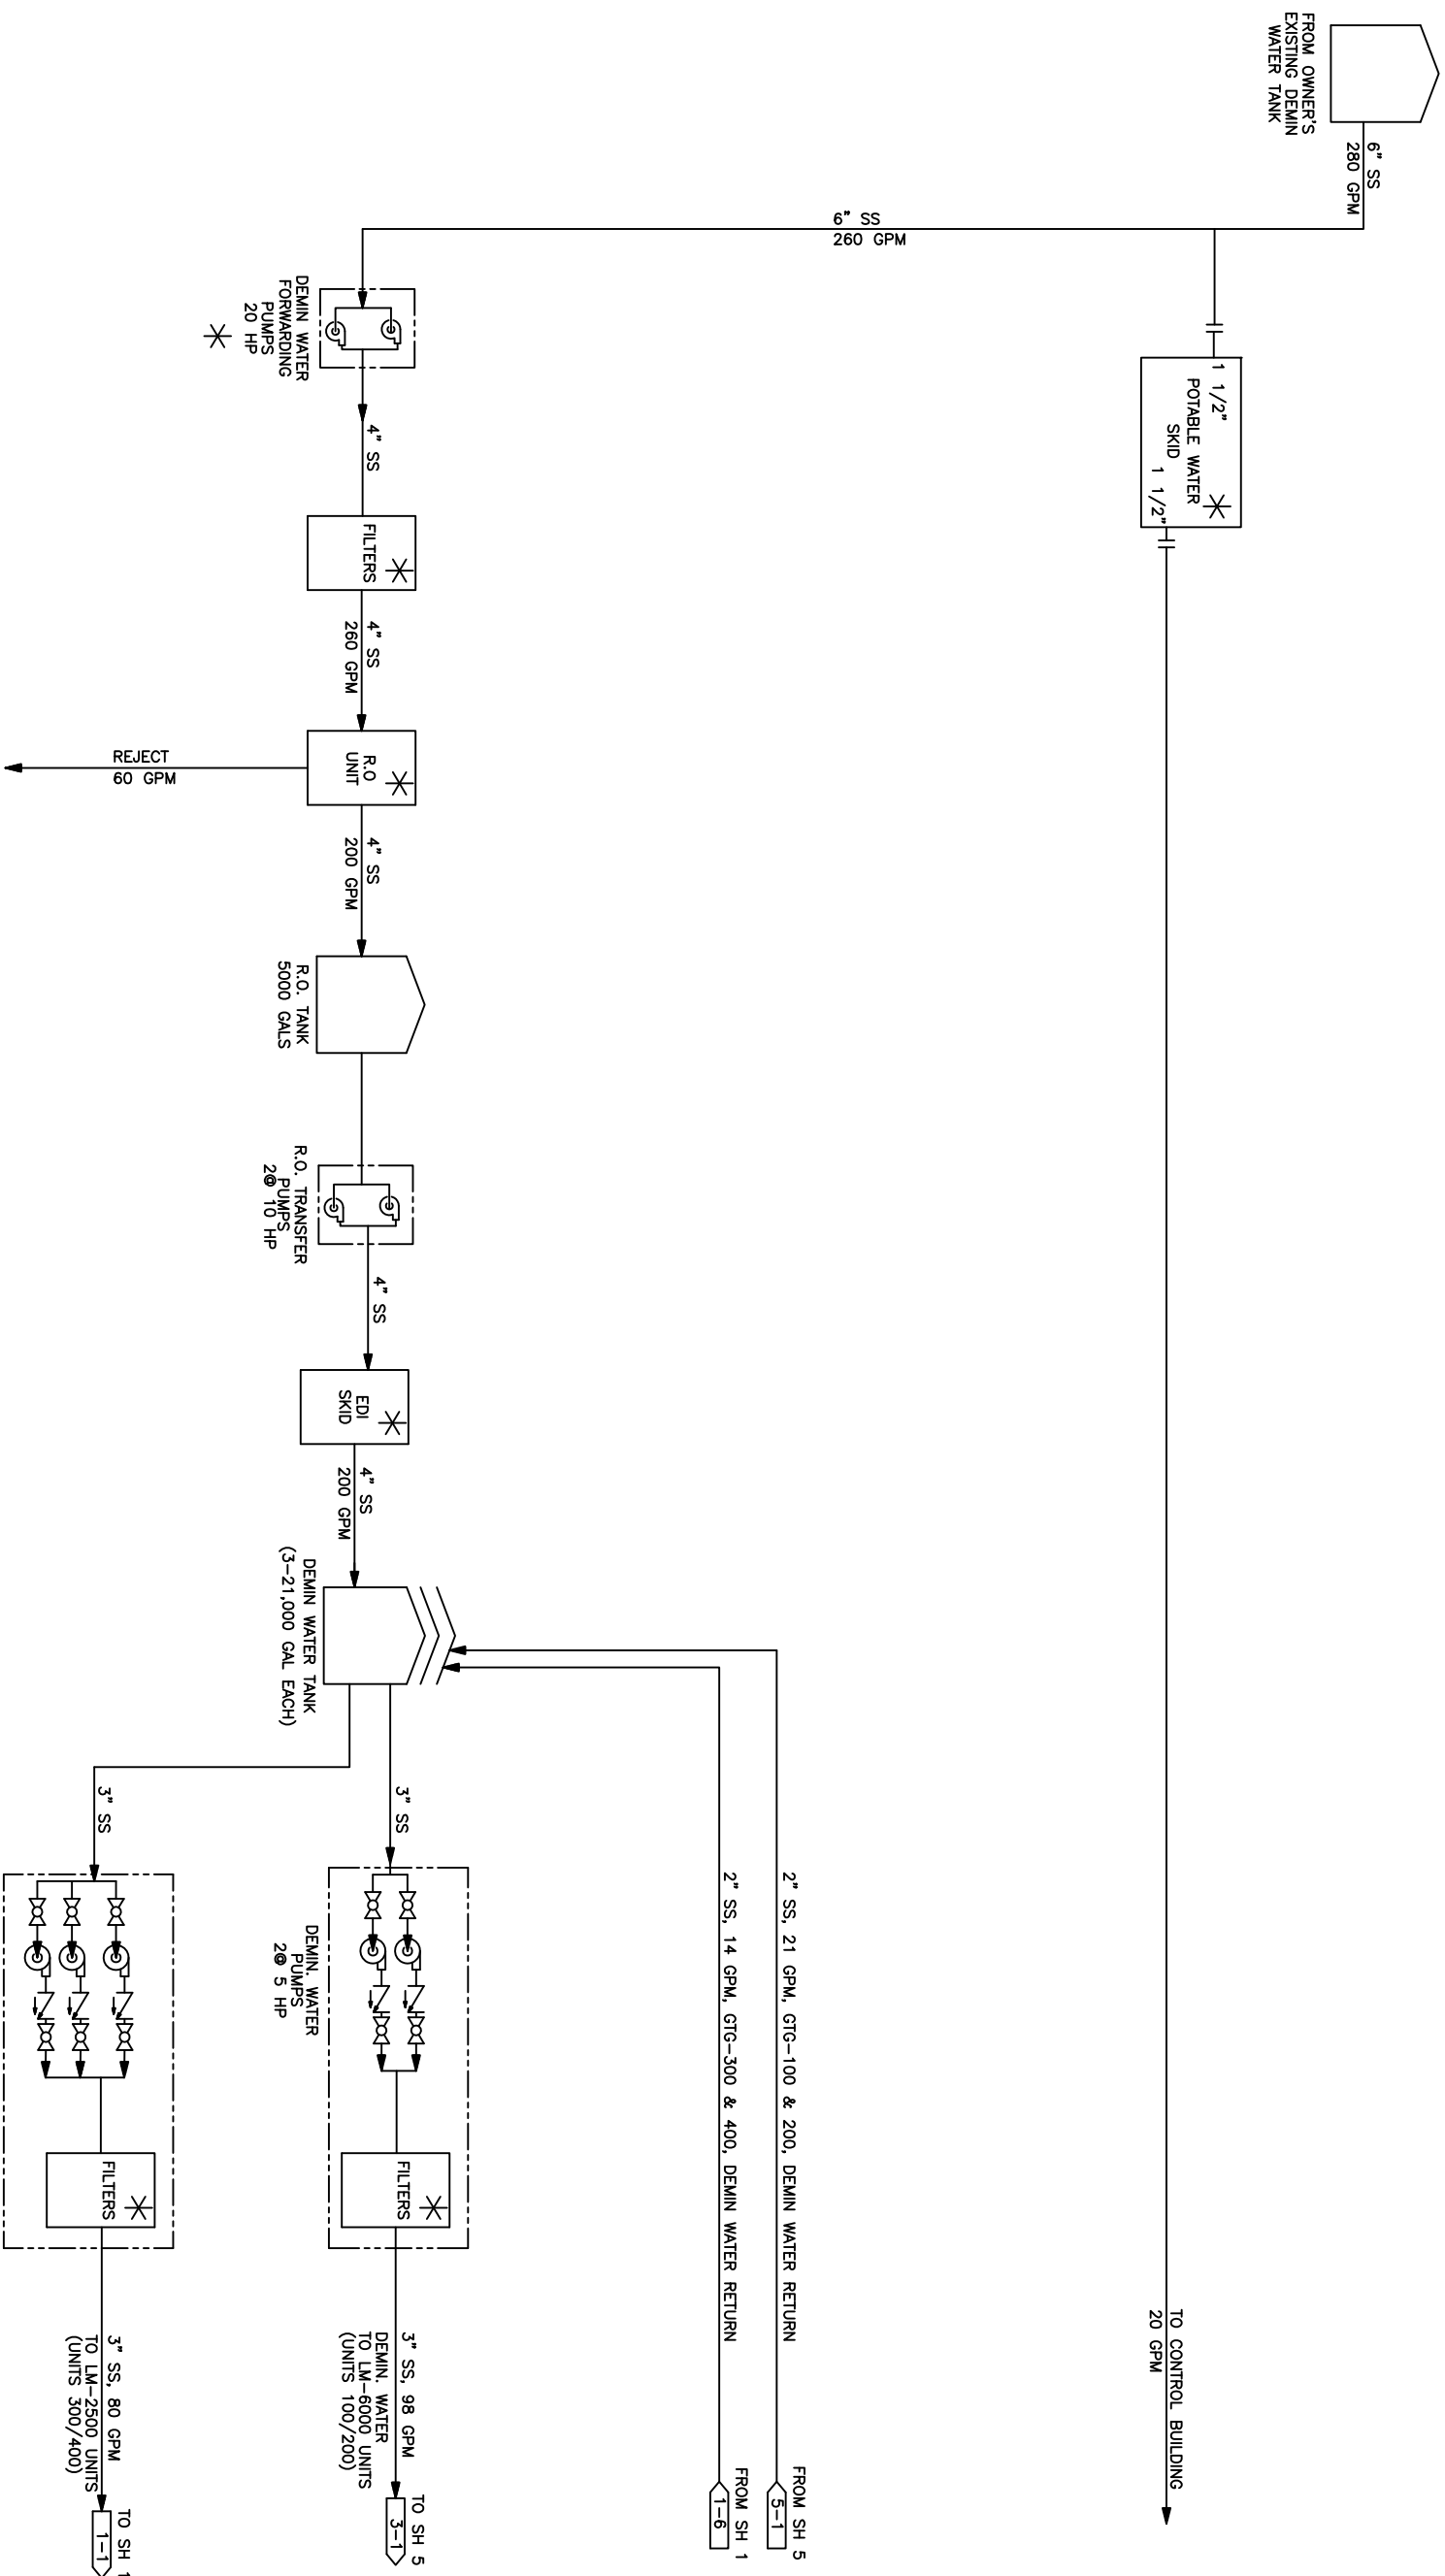 FROM OWNER'S
EXISTING DEMIN
WATER TANK
6" SS
280 GPM
6" SS
260 GPM
1 1/2"
POTABLE WATER
SKID
1 1/2"
TO CONTROL BUILDING
20 GPM
DEMIN WATER
FORWARDING
PUMPS
20 HP
4" SS
FILTERS
4" SS
260 GPM
R.O
UNIT
REJECT
60 GPM
4" SS
200 GPM
R.O. TANK
5000 GALS
R.O. TRANSFER
PUMPS
2@ 10 HP
4" SS
EDI
SKID
4" SS
200 GPM
DEMIN WATER TANK
(3-21,000 GAL EACH)
2" SS, 21 GPM, GTG-100 & 200, DEMIN WATER RETURN
FROM SH 5
5-1
2" SS, 14 GPM, GTG-300 & 400, DEMIN WATER RETURN
FROM SH 1
1-6
3" SS
DEMIN. WATER
PUMPS
2@ 5 HP
FILTERS
3" SS, 98 GPM
DEMIN. WATER
TO LM-6000 UNITS
(UNITS 100/200)
TO SH 5
3-1
3" SS
FILTERS
3" SS, 80 GPM
TO LM-2500 UNITS
(UNITS 300/400)
TO SH 1
1-1